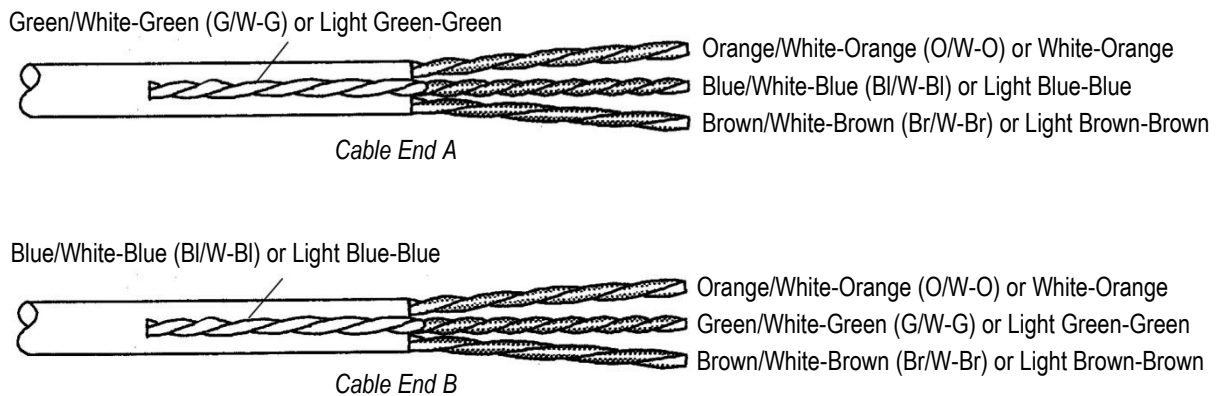 Green/White-Green (G/W-G) or Light Green-Green
Orange/White-Orange (O/W-O) or White-Orange
Blue/White-Blue (Bl/W-Bl) or Light Blue-Blue
Brown/White-Brown (Br/W-Br) or Light Brown-Brown
Cable End A
Blue/White-Blue (Bl/W-Bl) or Light Blue-Blue
Orange/White-Orange (O/W-O) or White-Orange
Green/White-Green (G/W-G) or Light Green-Green
Brown/White-Brown (Br/W-Br) or Light Brown-Brown
Cable End B